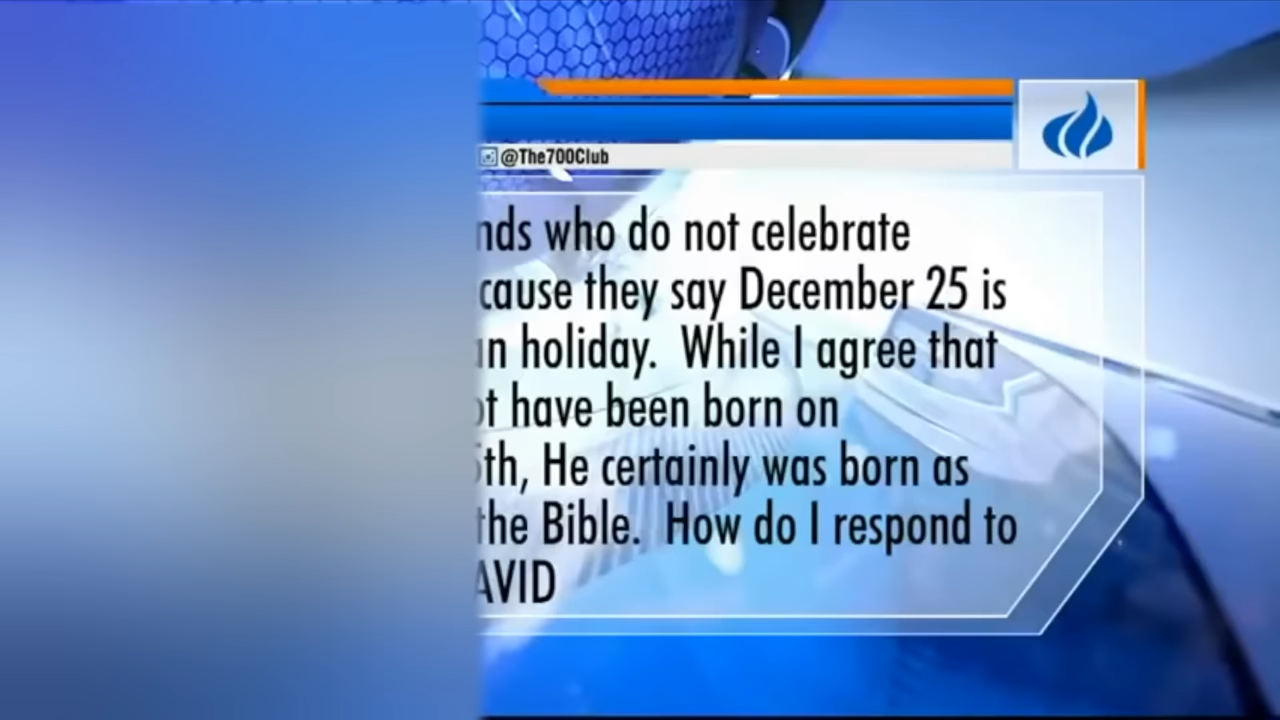 @The700Club
nds who do not celebrate
cause they say December 25 is
n holiday. While I agree that
t have been born on
th, He certainly was born as
the Bible. How do I respond to
AVID